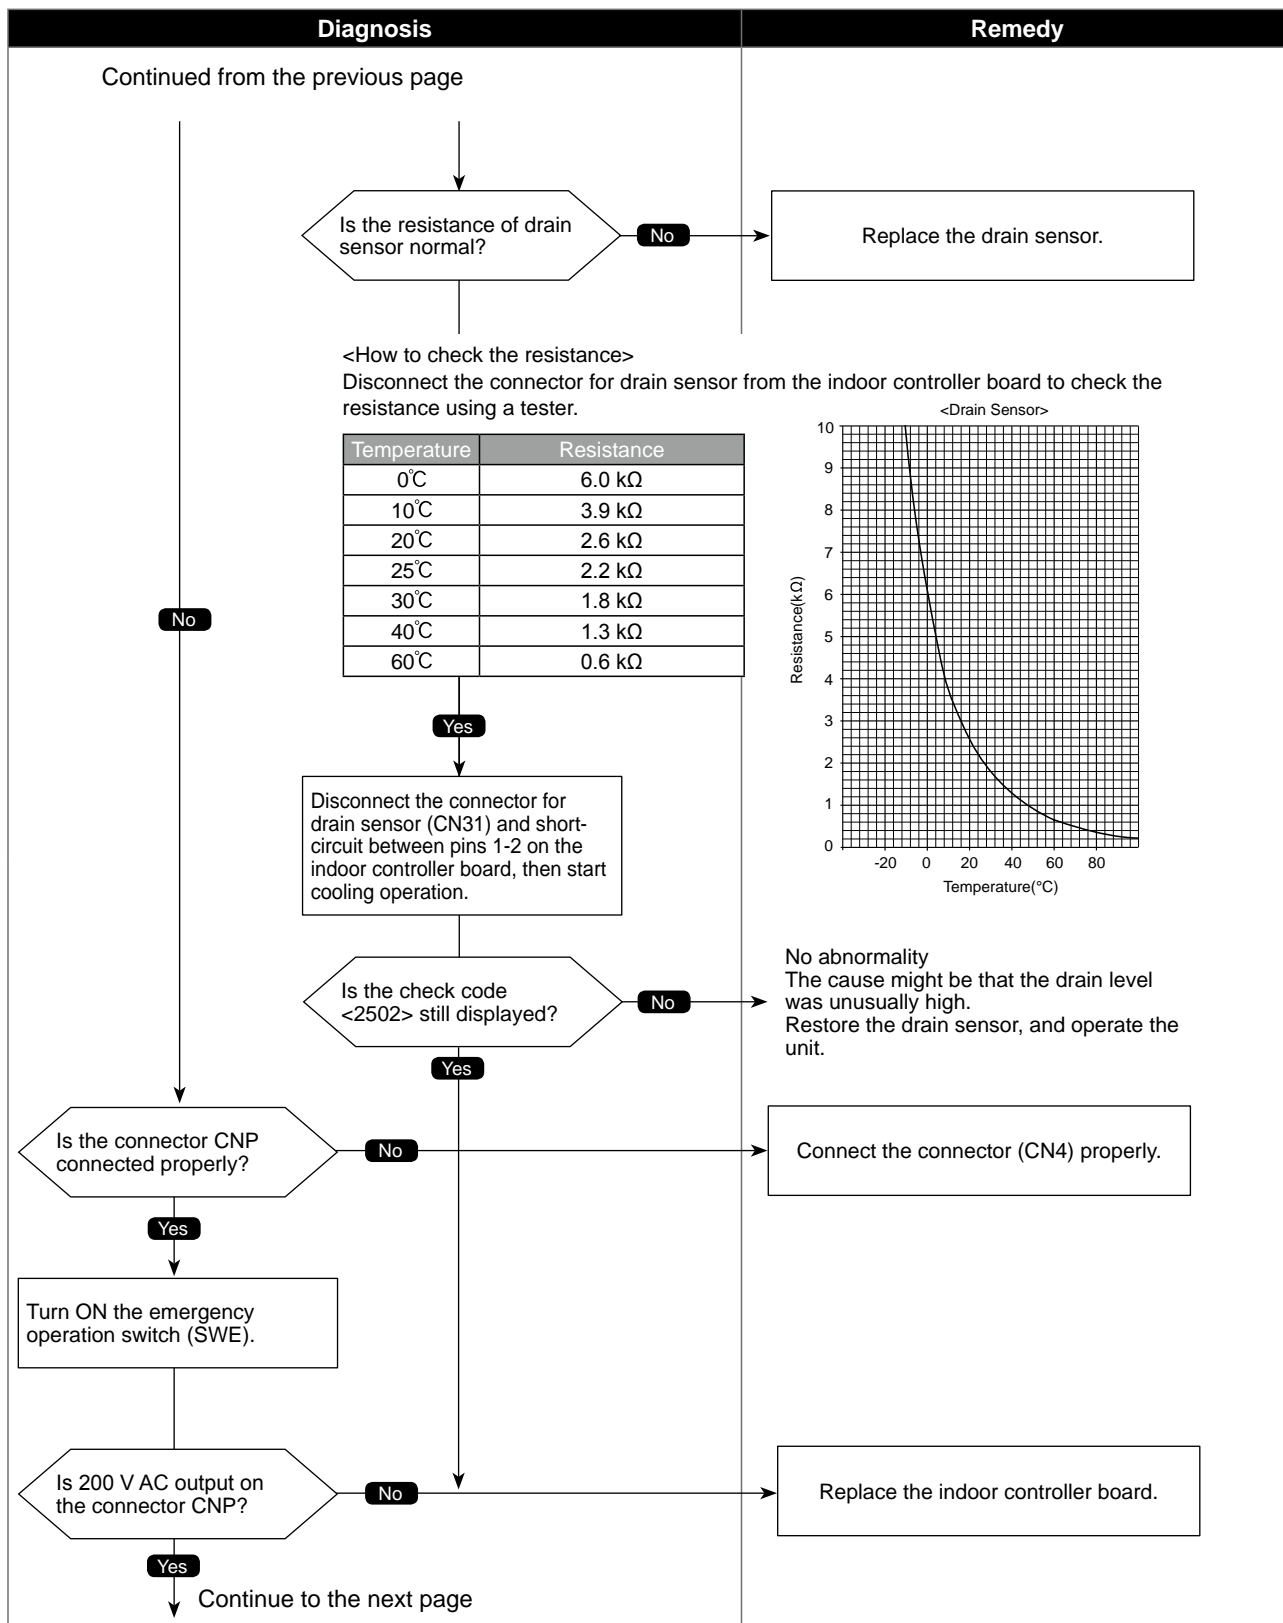 Diagnosis
Remedy
Continued from the previous page
Is the resistance of drain
sensor normal?
No
Replace the drain sensor.
<How to check the resistance>
Disconnect the connector for drain sensor from the indoor controller board to check the
resistance using a tester.
Temperature Resistance
0℃ 6.0 kΩ
10℃ 3.9 kΩ
20℃ 2.6 kΩ
25℃ 2.2 kΩ
30℃ 1.8 kΩ
40℃ 1.3 kΩ
60℃ 0.6 kΩ
<Drain Sensor>
10
9
8
7
6
5
4
3
2
1
0
Resistance(kΩ)
-20 0 20 40 60 80
Temperature(°C)
No
Yes
Disconnect the connector for
drain sensor (CN31) and short-
circuit between pins 1-2 on the
indoor controller board, then start
cooling operation.
Is the check code
<2502> still displayed?
No
No abnormality
The cause might be that the drain level
was unusually high.
Restore the drain sensor, and operate the
unit.
Yes
Is the connector CNP
connected properly?
No
Connect the connector (CN4) properly.
Yes
Turn ON the emergency
operation switch (SWE).
Is 200 V AC output on
the connector CNP?
No
Replace the indoor controller board.
Yes
Continue to the next page